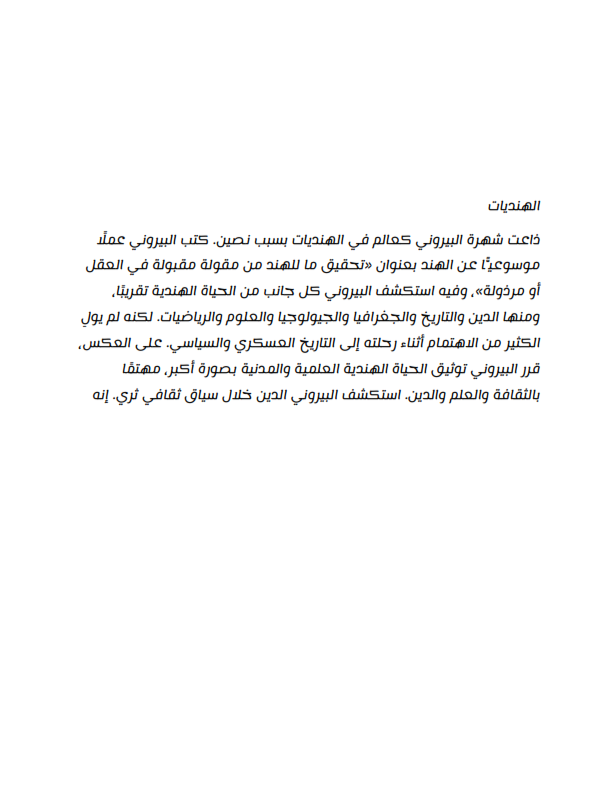 الهنديات
ذاعت شهرة البيروني كعالم في الهنديات بسبب نصين. كتب البيروني عملًا
موسوعيًّا عن الهند بعنوان «تحقيق ما للهند من مقولة مقبولة في العقل
أو مرذولة»، وفيه استكشف البيروني كل جانب من الحياة الهندية تقريبًا،
ومنها الدين والتاريخ والجغرافيا والجيولوجيا والعلوم والرياضيات. لكنه لم يولِ
الكثير من الاهتمام أثناء رحلته إلى التاريخ العسكري والسياسي. على العكس،
قرر البيروني توثيق الحياة الهندية العلمية والمدنية بصورة أكبر، مهتمًا
بالثقافة والعلم والدين. استكشف البيروني الدين خلال سياق ثقافي ثري. إنه